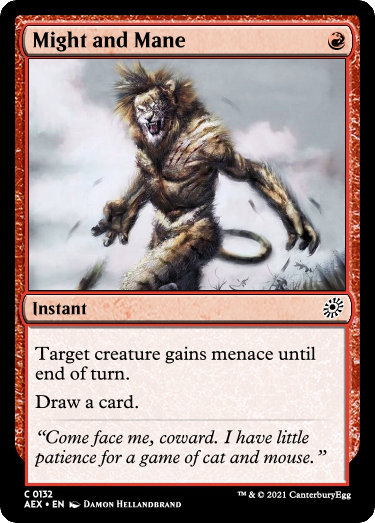 Might and Mane
Instant
Target creature gains menace until
end of turn.
Draw a card.
“Come face me, coward. I have little
patience for a game of cat and mouse.”
C 0132
AEX • EN DAMON HELLANDBRAND
™ & © 2021 CanterburyEgg